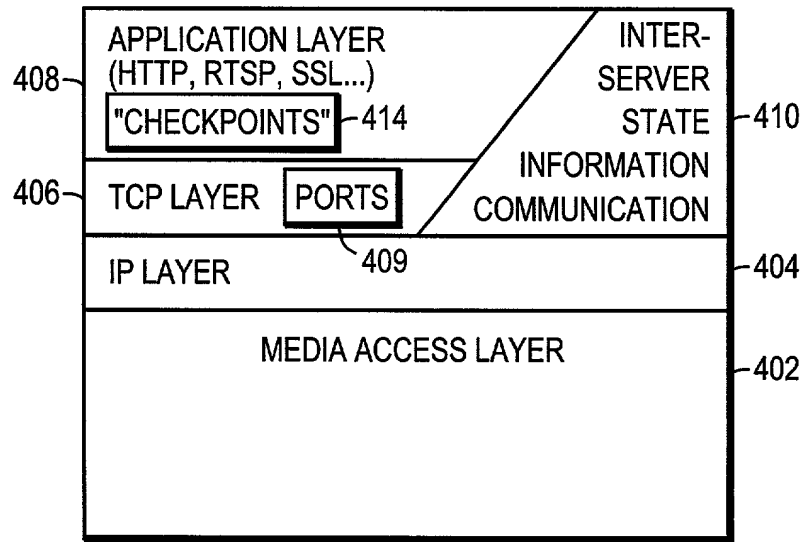 APPLICATION LAYER
(HTTP, RTSP, SSL...)
408
"CHECKPOINTS"
414
INTER-
SERVER
STATE
INFORMATION
COMMUNICATION
410
406
TCP LAYER
PORTS
409
IP LAYER
404
MEDIA ACCESS LAYER
402